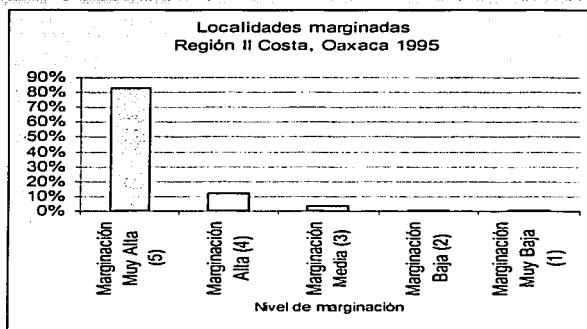 Localidades marginadas
Región II Costa, Oaxaca 1995
90%
80%
70%
60%
50%
40%
30%
20%
10%
0%
Marginación
Muy Alta
(5)
Marginación
Alta (4)
Marginación
Media (3)
Marginación
Baja (2)
Marginación
Muy Baja
(1)
Nivel de marginación